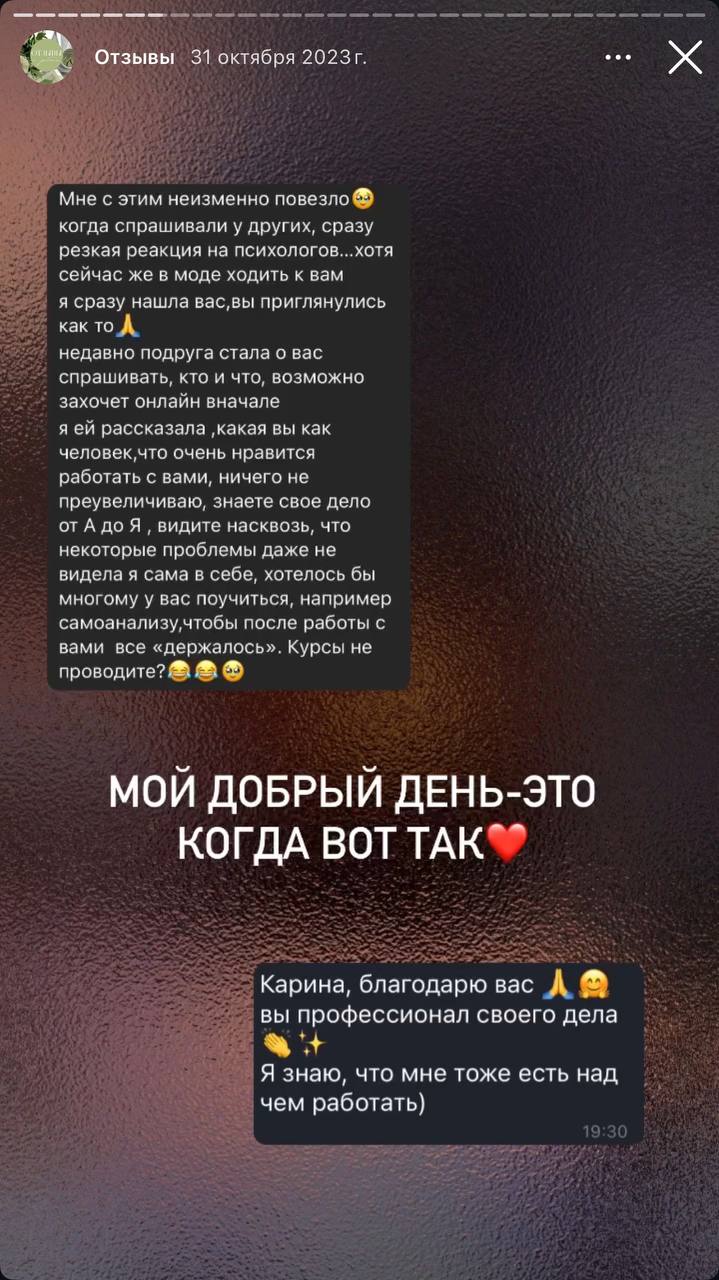 Отзывы 31 октября 2023 г.
Мне с этим неизменно повезло🥹
когда спрашивали у других, сразу
резкая реакция на психологов...хотя
сейчас же в моде ходить к вам
я сразу нашла вас,вы приглянулись
как то🙏
недавно подруга стала о вас
спрашивать, кто и что, возможно
захочет онлайн вначале
я ей рассказала ,какая вы как
человек,что очень нравится
работать с вами, ничего не
преувеличиваю, знаете свое дело
от А до Я , видите насквозь, что
некоторые проблемы даже не
видела я сама в себе, хотелось бы
многому у вас поучиться, например
самоанализу,чтобы после работы с
вами  все «держалось». Курсы не
проводите?😂😂🥹
МОЙ ДОБРЫЙ ДЕНЬ-ЭТО
КОГДА ВОТ ТАК❤️
Карина, благодарю вас 🙏🤗
вы профессионал своего дела
👏✨
Я знаю, что мне тоже есть над
чем работать)
19:30